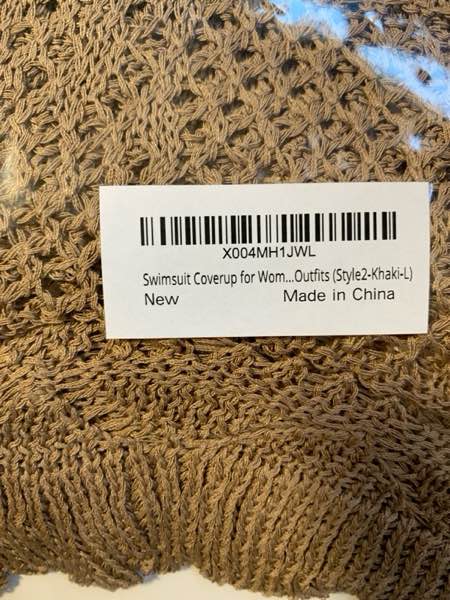 X004MH1JWL
Swimsuit Coverup for Wom...Outfits (Style2-Khaki-L)
New Made in China